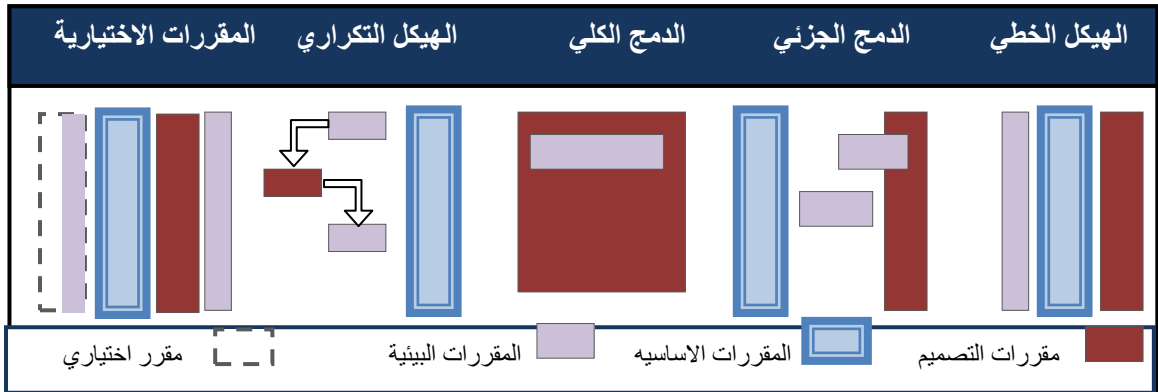 الهيكل الخطي
الدمج الجزئي
الدمج الكلي
الهيكل التكراري
المقررات الاختيارية
مقررات التصميم
المقررات الاساسيه
المقررات البيئية
مقرر اختياري